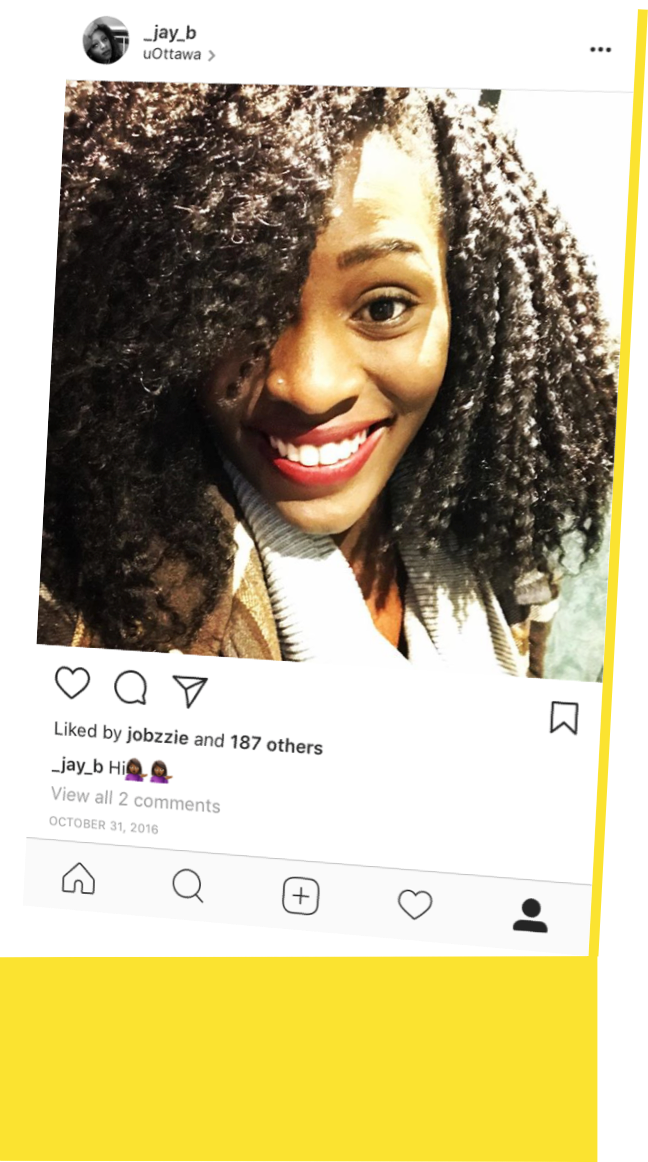 _jay_b
uOttawa
Liked by jobzzie and 187 others
_jay_b Hi💁🏾‍♀️💁🏾‍♀️
View all 2 comments
OCTOBER 31, 2016